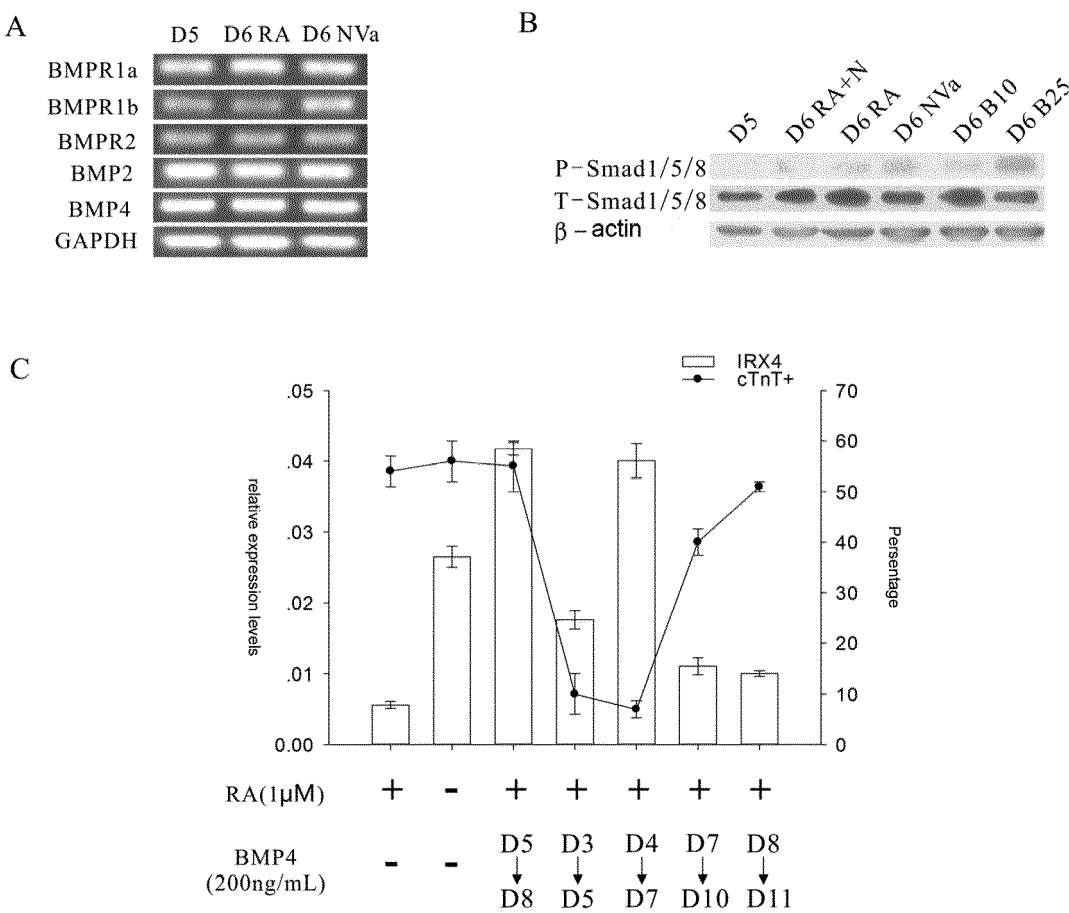 A
D5 D6 RA D6 NVa
BMPR1a
BMPR1b
BMPR2
BMP2
BMP4
GAPDH
B
D5 D6 RA+N D6 RA D6 NVa D6 B10 D6 B25
P-Smad1/5/8
T-Smad1/5/8
β-actin
C
IRX4
cTnT+
.05
.04
.03
.02
.01
0.00
relative expression levels
70
60
50
40
30
20
10
0
Persentage
RA(1μM) + - + + + + +
BMP4 (200ng/mL) - - D5 D3 D4 D7 D8
D8 D5 D7 D10 D11